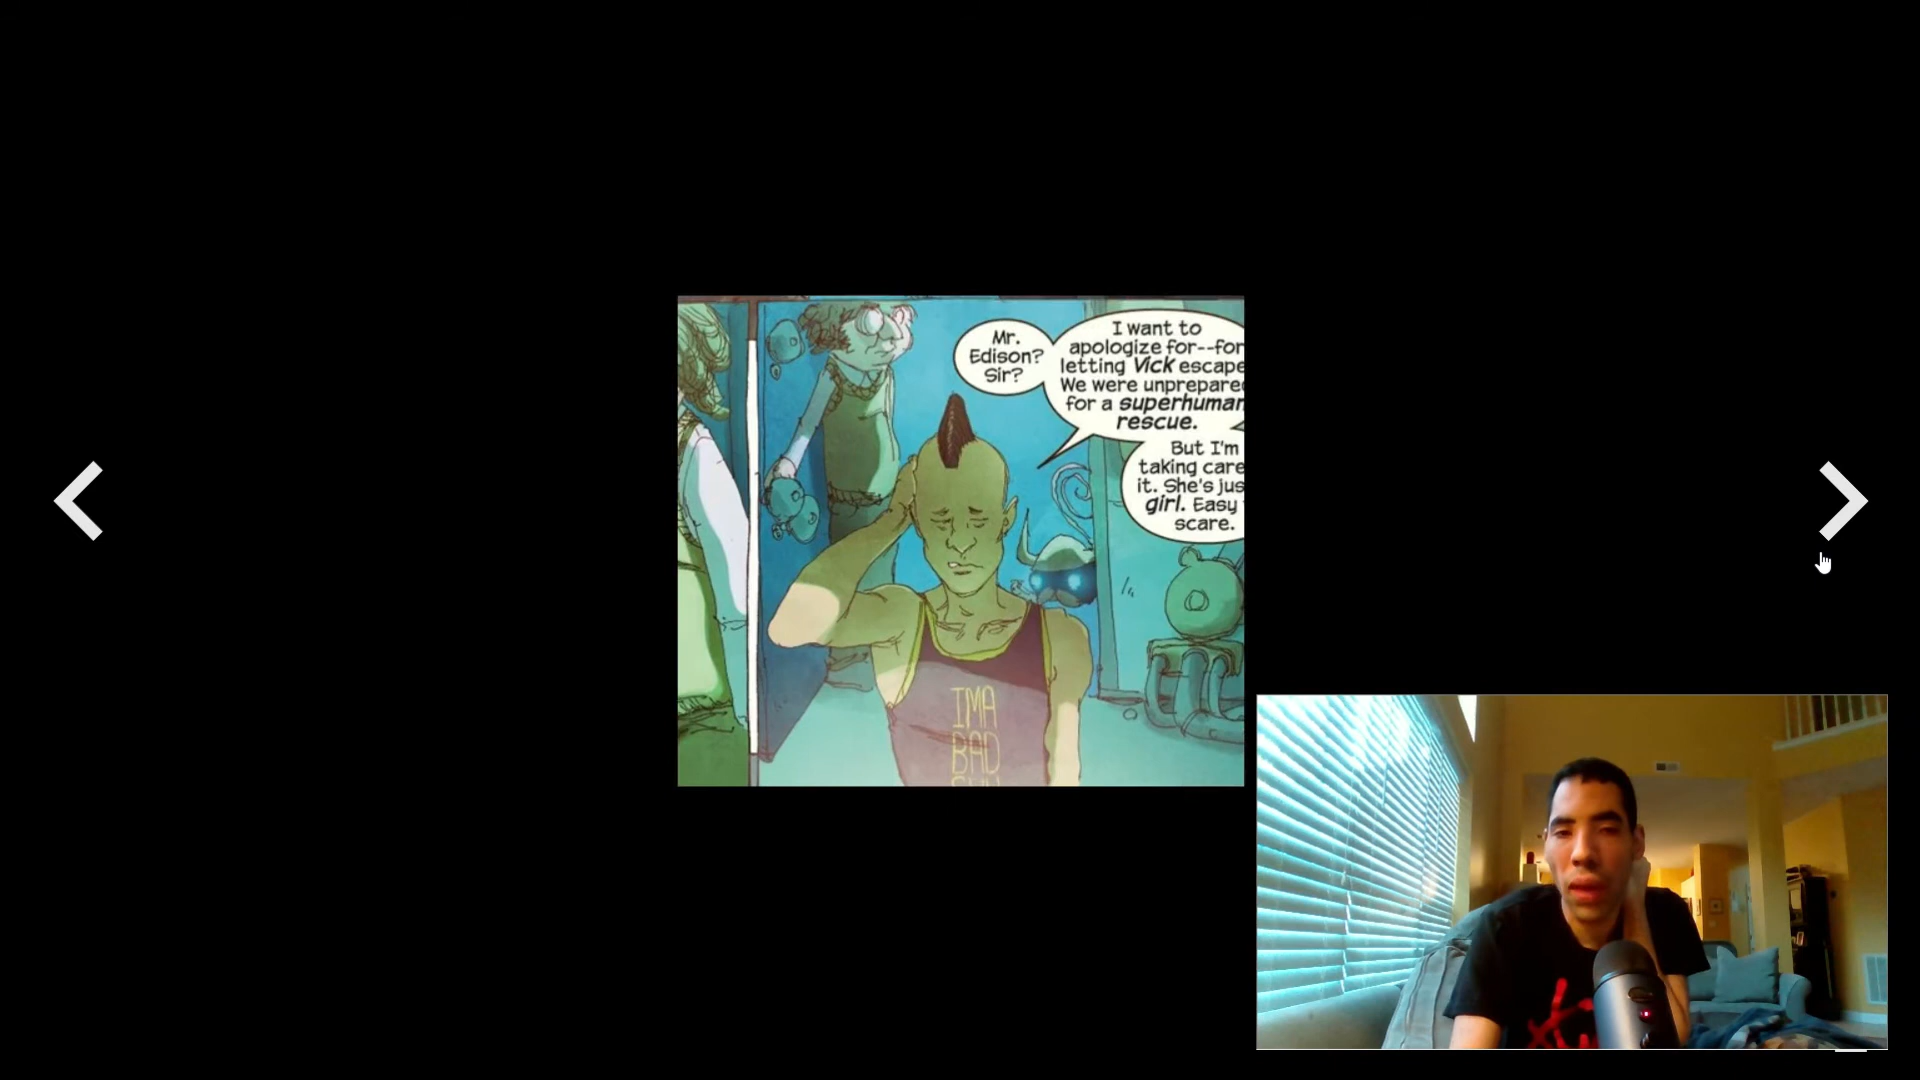 Mr.
Edison?
Sir?
I want to
apologize for--for
letting Vick escape
We were unprepared
for a superhuman
rescue.
But I'm
taking care
it. She's jus
girl. Easy
scare.
IMA
BAD